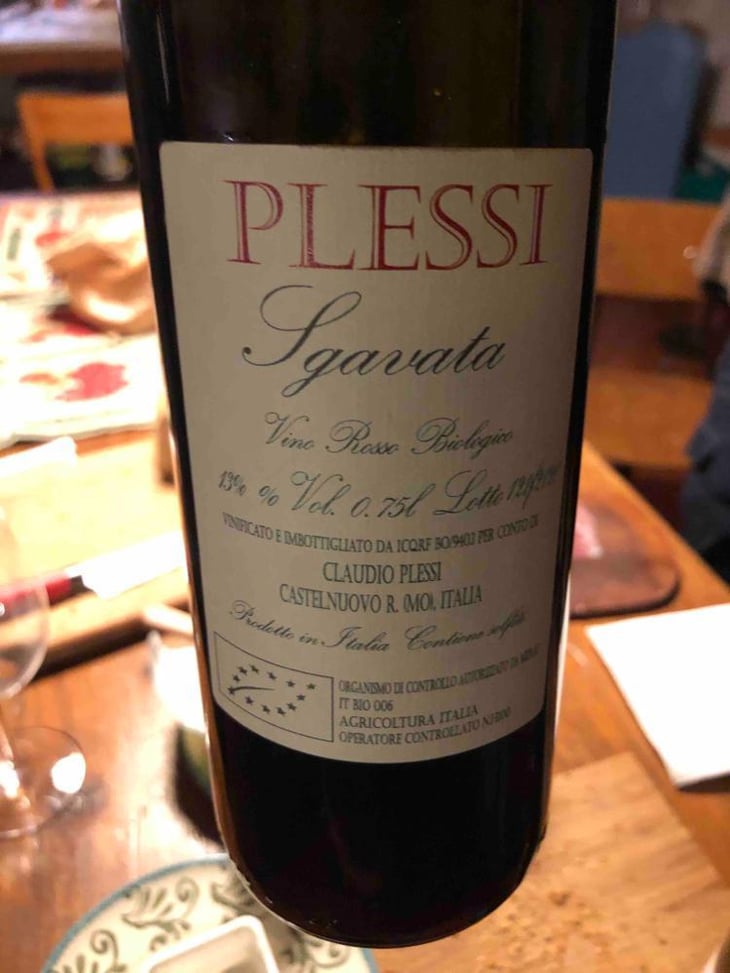 PLESSI
Sgavata
Vino Rosso Biologico
13% % Vol. 0.75l Lotto
VINIFICATO E IMBOTTIGLIATO DA ICQRF BO/9403 PER CONTO DI
CLAUDIO PLESSI
CASTELNUOVO R. (MO). ITALIA
Prodotto in Italia Contiene solfiti
ORGANISMO DI CONTROLLO AUTORIZZATO DA
IT BIO 006
AGRICOLTURA ITALIA
OPERATORE CONTROLLATO